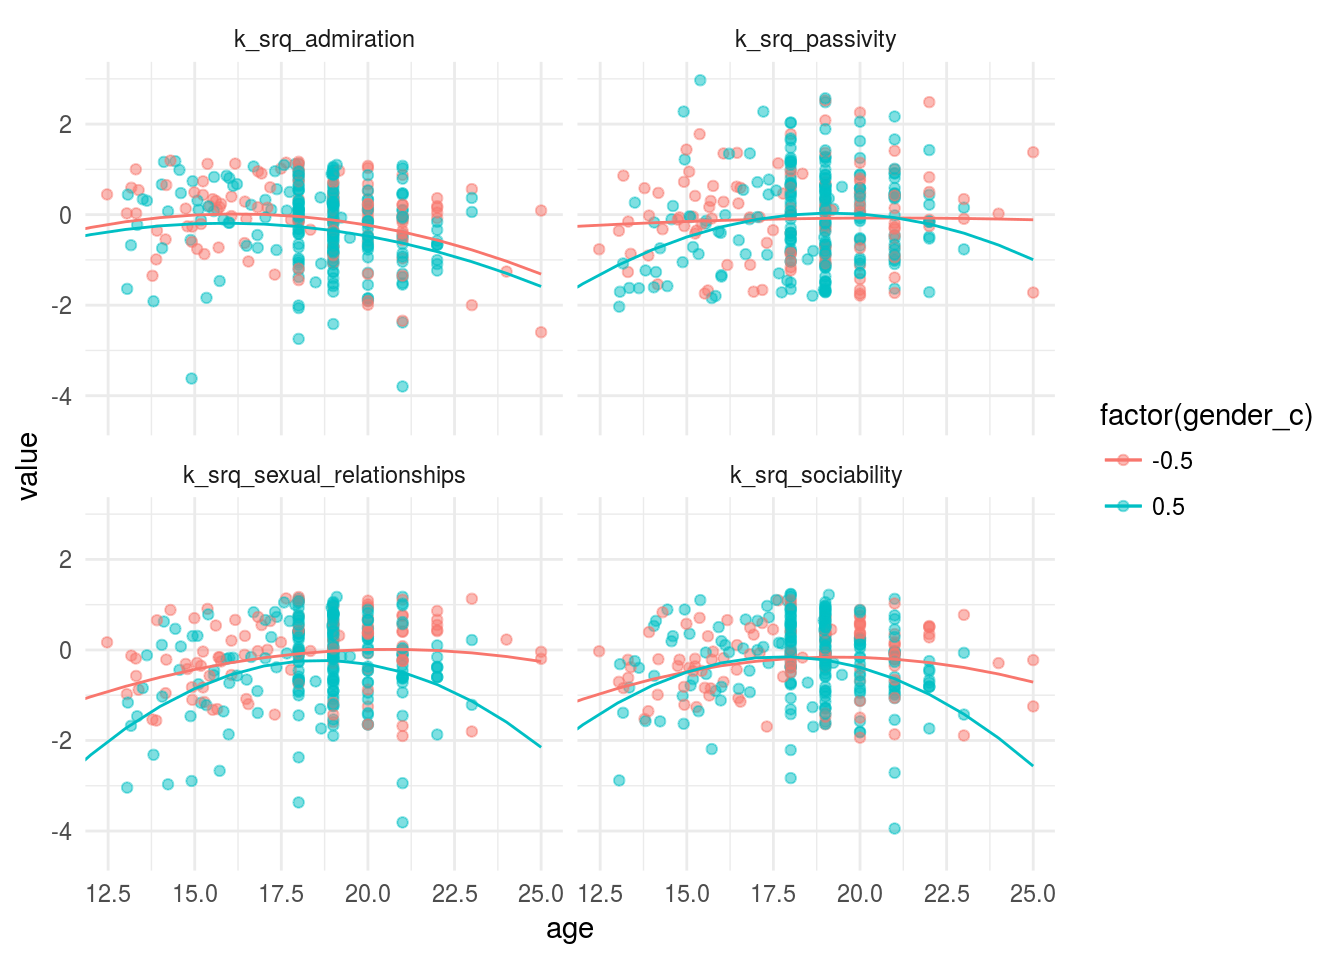 k_srq_admiration
k_srq_passivity
2
0
-2
-4
k_srq_sexual_relationships
k_srq_sociability
2
0
-2
-4
12.5 15.0 17.5 20.0 22.5 25.0
12.5 15.0 17.5 20.0 22.5 25.0
age
value
factor(gender_c)
-0.5
0.5